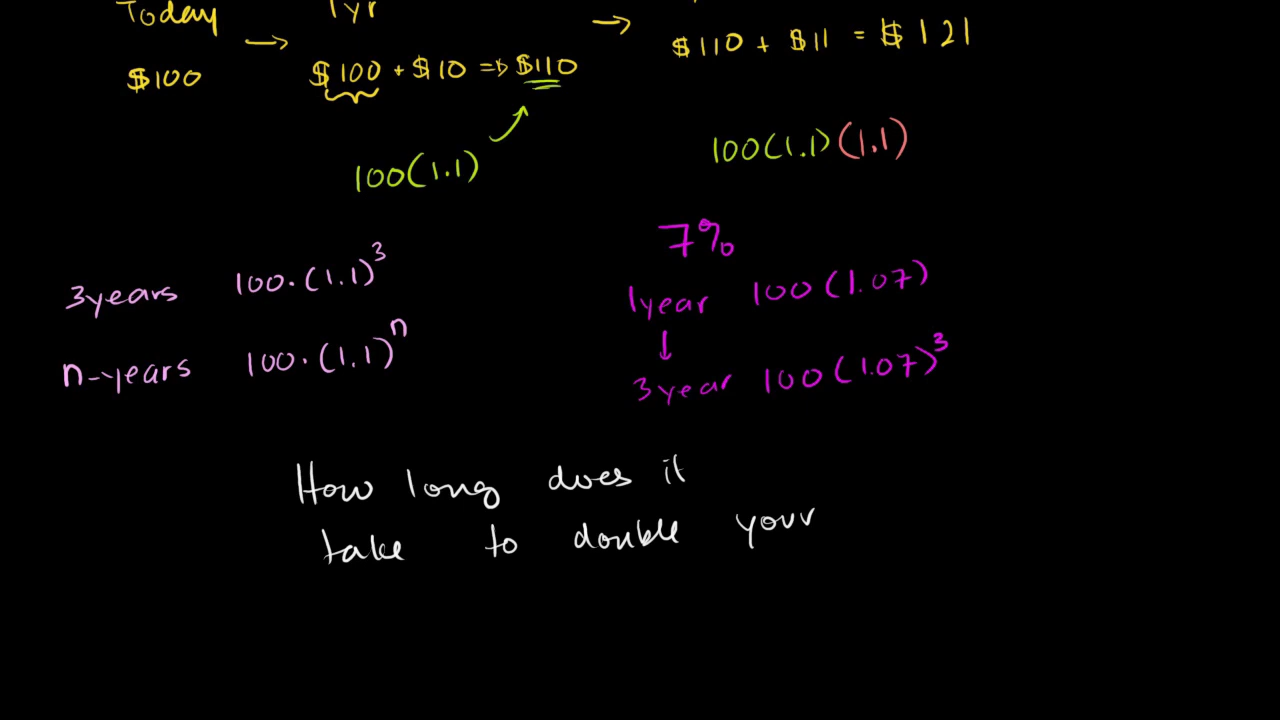 Today
1yr
$100
$100 + $10 => $110
$110 + $11 = $121
100(1.1)
100(1.1)(1.1)
3years 100·(1.1)^3
n-years 100·(1.1)^n
7%
1year 100(1.07)
3year 100(1.07)^3
How long does it
take to double your